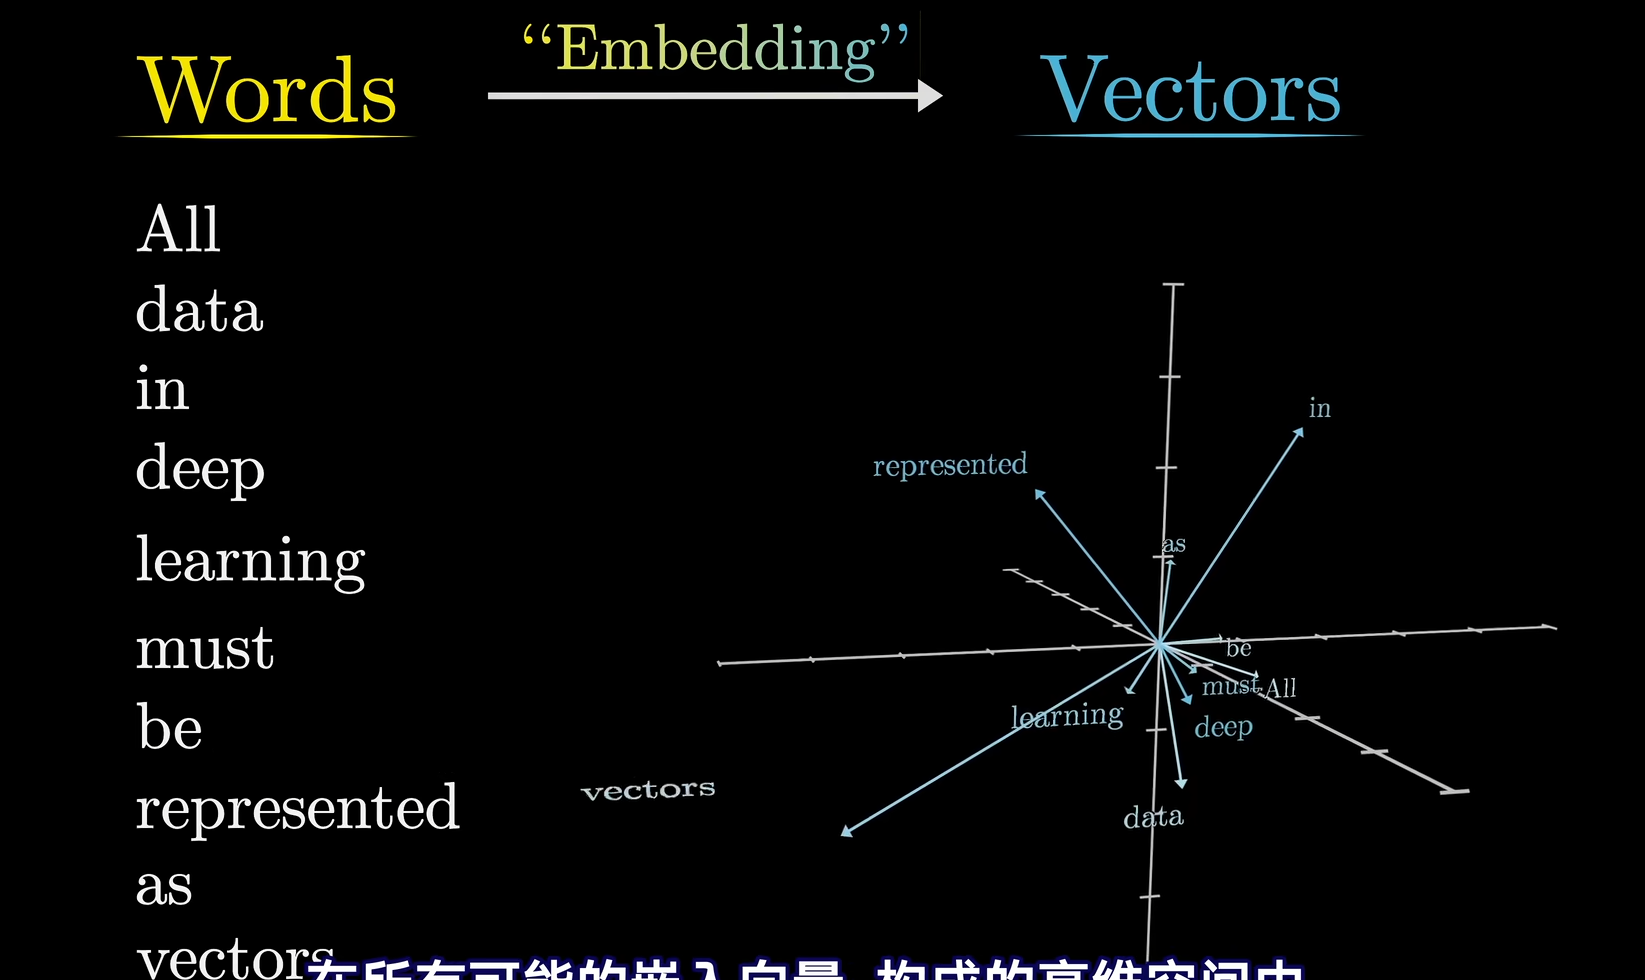 Words
“Embedding”
Vectors
All
data
in
deep
learning
must
be
represented
as
vectors
in
represented
as
be
must
All
learning
deep
vectors
data
在所有可能的嵌入向量 构成的高维空间中